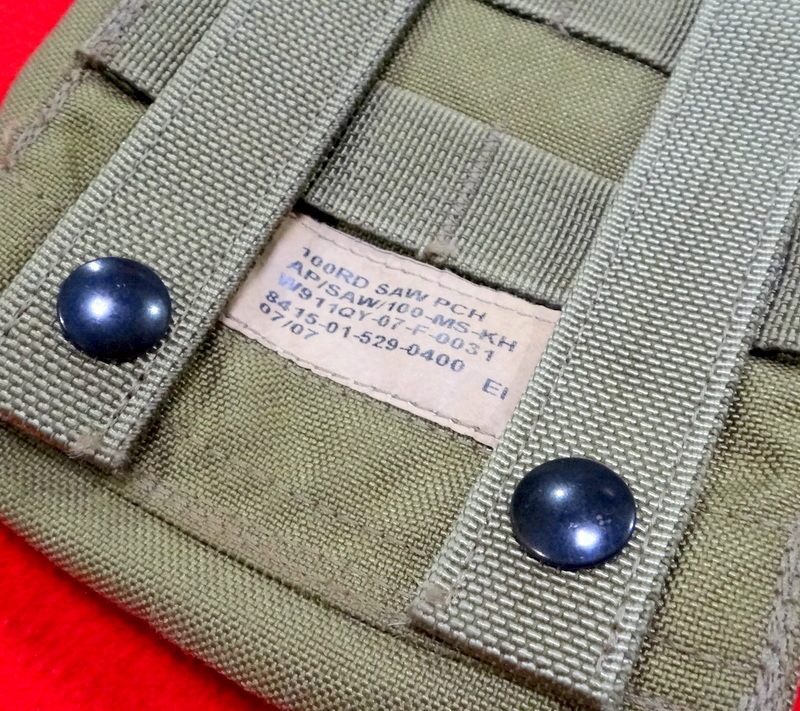 100RD SAW PCH
AP/SAW/100-MS-KH
W911QY-07-F-0031
8415-01-529-0400
07/07 EI